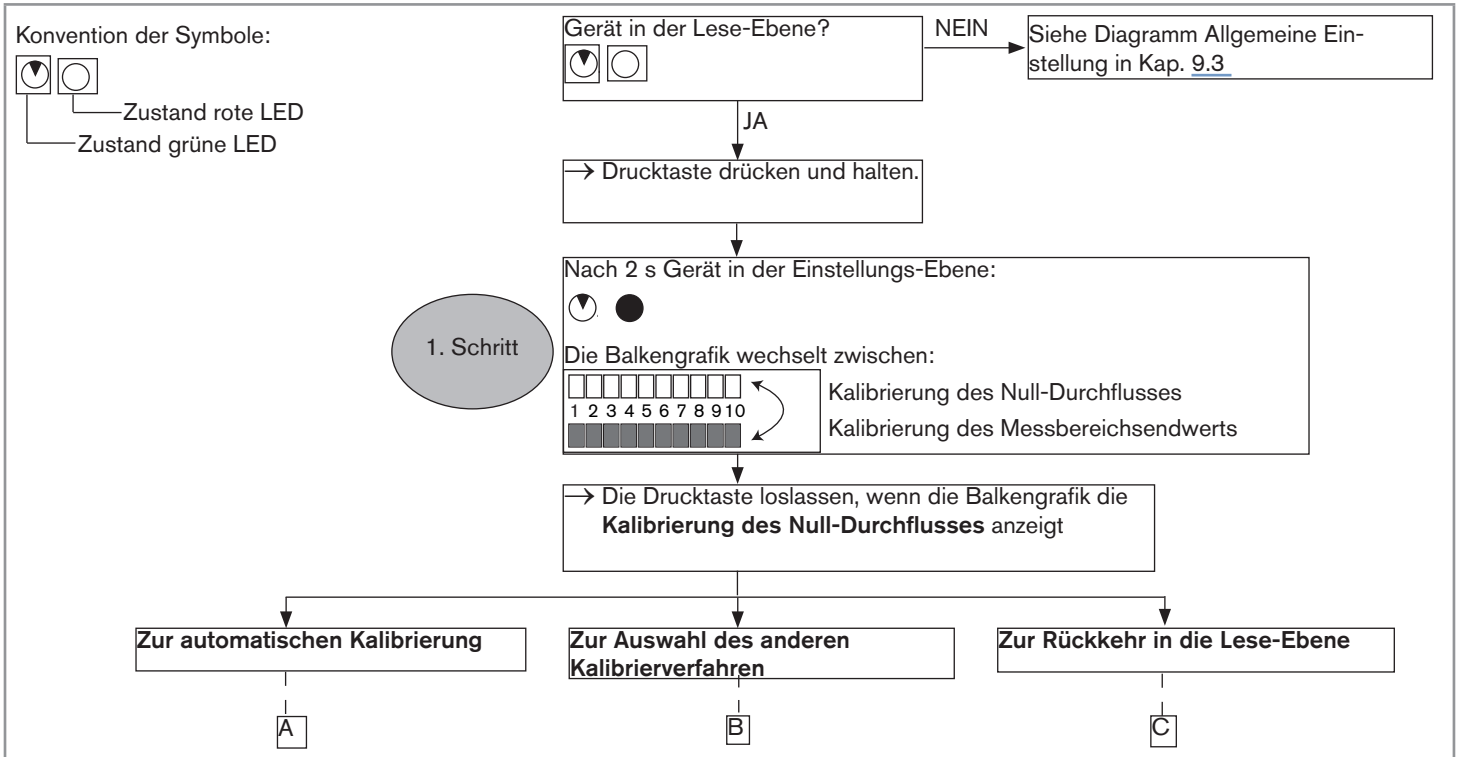 Konvention der Symbole:
Zustand rote LED
Zustand grüne LED
Gerät in der Lese-Ebene?
NEIN
Siehe Diagramm Allgemeine Ein-
stellung in Kap. 9.3
JA
→ Drucktaste drücken und halten.
1. Schritt
Nach 2 s Gerät in der Einstellungs-Ebene:
Die Balkengrafik wechselt zwischen:
1 2 3 4 5 6 7 8 9 10
Kalibrierung des Null-Durchflusses
Kalibrierung des Messbereichsendwerts
→ Die Drucktaste loslassen, wenn die Balkengrafik die
Kalibrierung des Null-Durchflusses anzeigt
Zur automatischen Kalibrierung
Zur Auswahl des anderen
Kalibrierverfahren
Zur Rückkehr in die Lese-Ebene
A
B
C